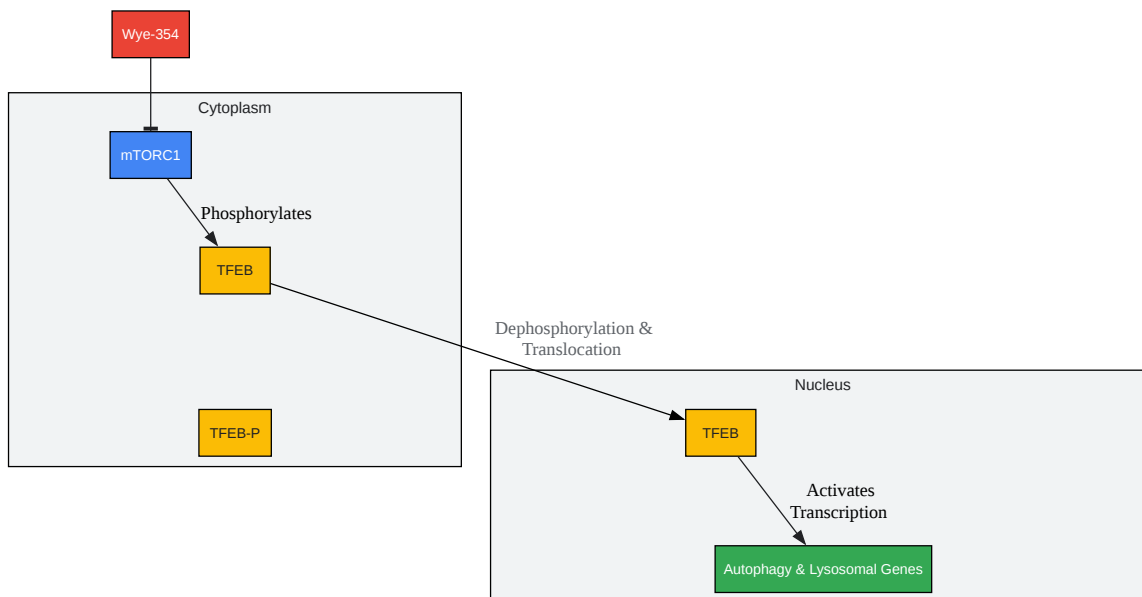 Wye-354
Cytoplasm
mTORC1
Phosphorylates
TFEB
Dephosphorylation &
Translocation
Nucleus
TFEB-P
TFEB
Activates
Transcription
Autophagy & Lysosomal Genes